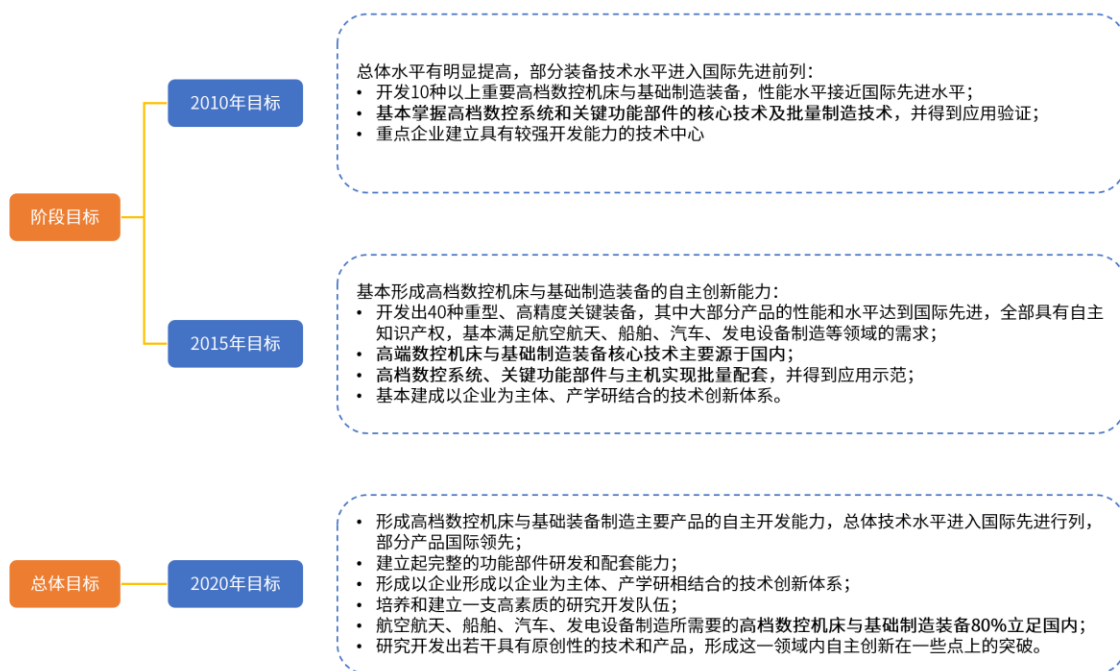 阶段目标
2010年目标
总体水平有明显提高，部分装备技术水平进入国际先进前列：
• 开发10种以上重要高档数控机床与基础制造装备，性能水平接近国际先进水平；
• 基本掌握高档数控系统和关键功能部件的核心技术及批量制造技术，并得到应用验证；
• 重点企业建立具有较强开发能力的技术中心
2015年目标
基本形成高档数控机床与基础制造装备的自主创新能力：
• 开发出40种重型、高精度关键装备，其中大部分产品的性能和水平达到国际先进，全部具有自主
知识产权，基本满足航空航天、船舶、汽车、发电设备制造等领域的需求；
• 高端数控机床与基础制造装备核心技术主要源于国内；
• 高档数控系统、关键功能部件与主机实现批量配套，并得到应用示范；
• 基本建成以企业为主体、产学研结合的技术创新体系。
总体目标
2020年目标
• 形成高档数控机床与基础装备制造主要产品的自主开发能力，总体技术水平进入国际先进行列，
部分产品国际领先；
• 建立起完整的功能部件研发和配套能力；
• 形成以企业形成以企业为主体、产学研相结合的技术创新体系；
• 培养和建立一支高素质的研究开发队伍；
• 航空航天、船舶、汽车、发电设备制造所需要的高档数控机床与基础制造装备80%立足国内；
• 研究开发出若干具有原创性的技术和产品，形成这一领域内自主创新在一些点上的突破。